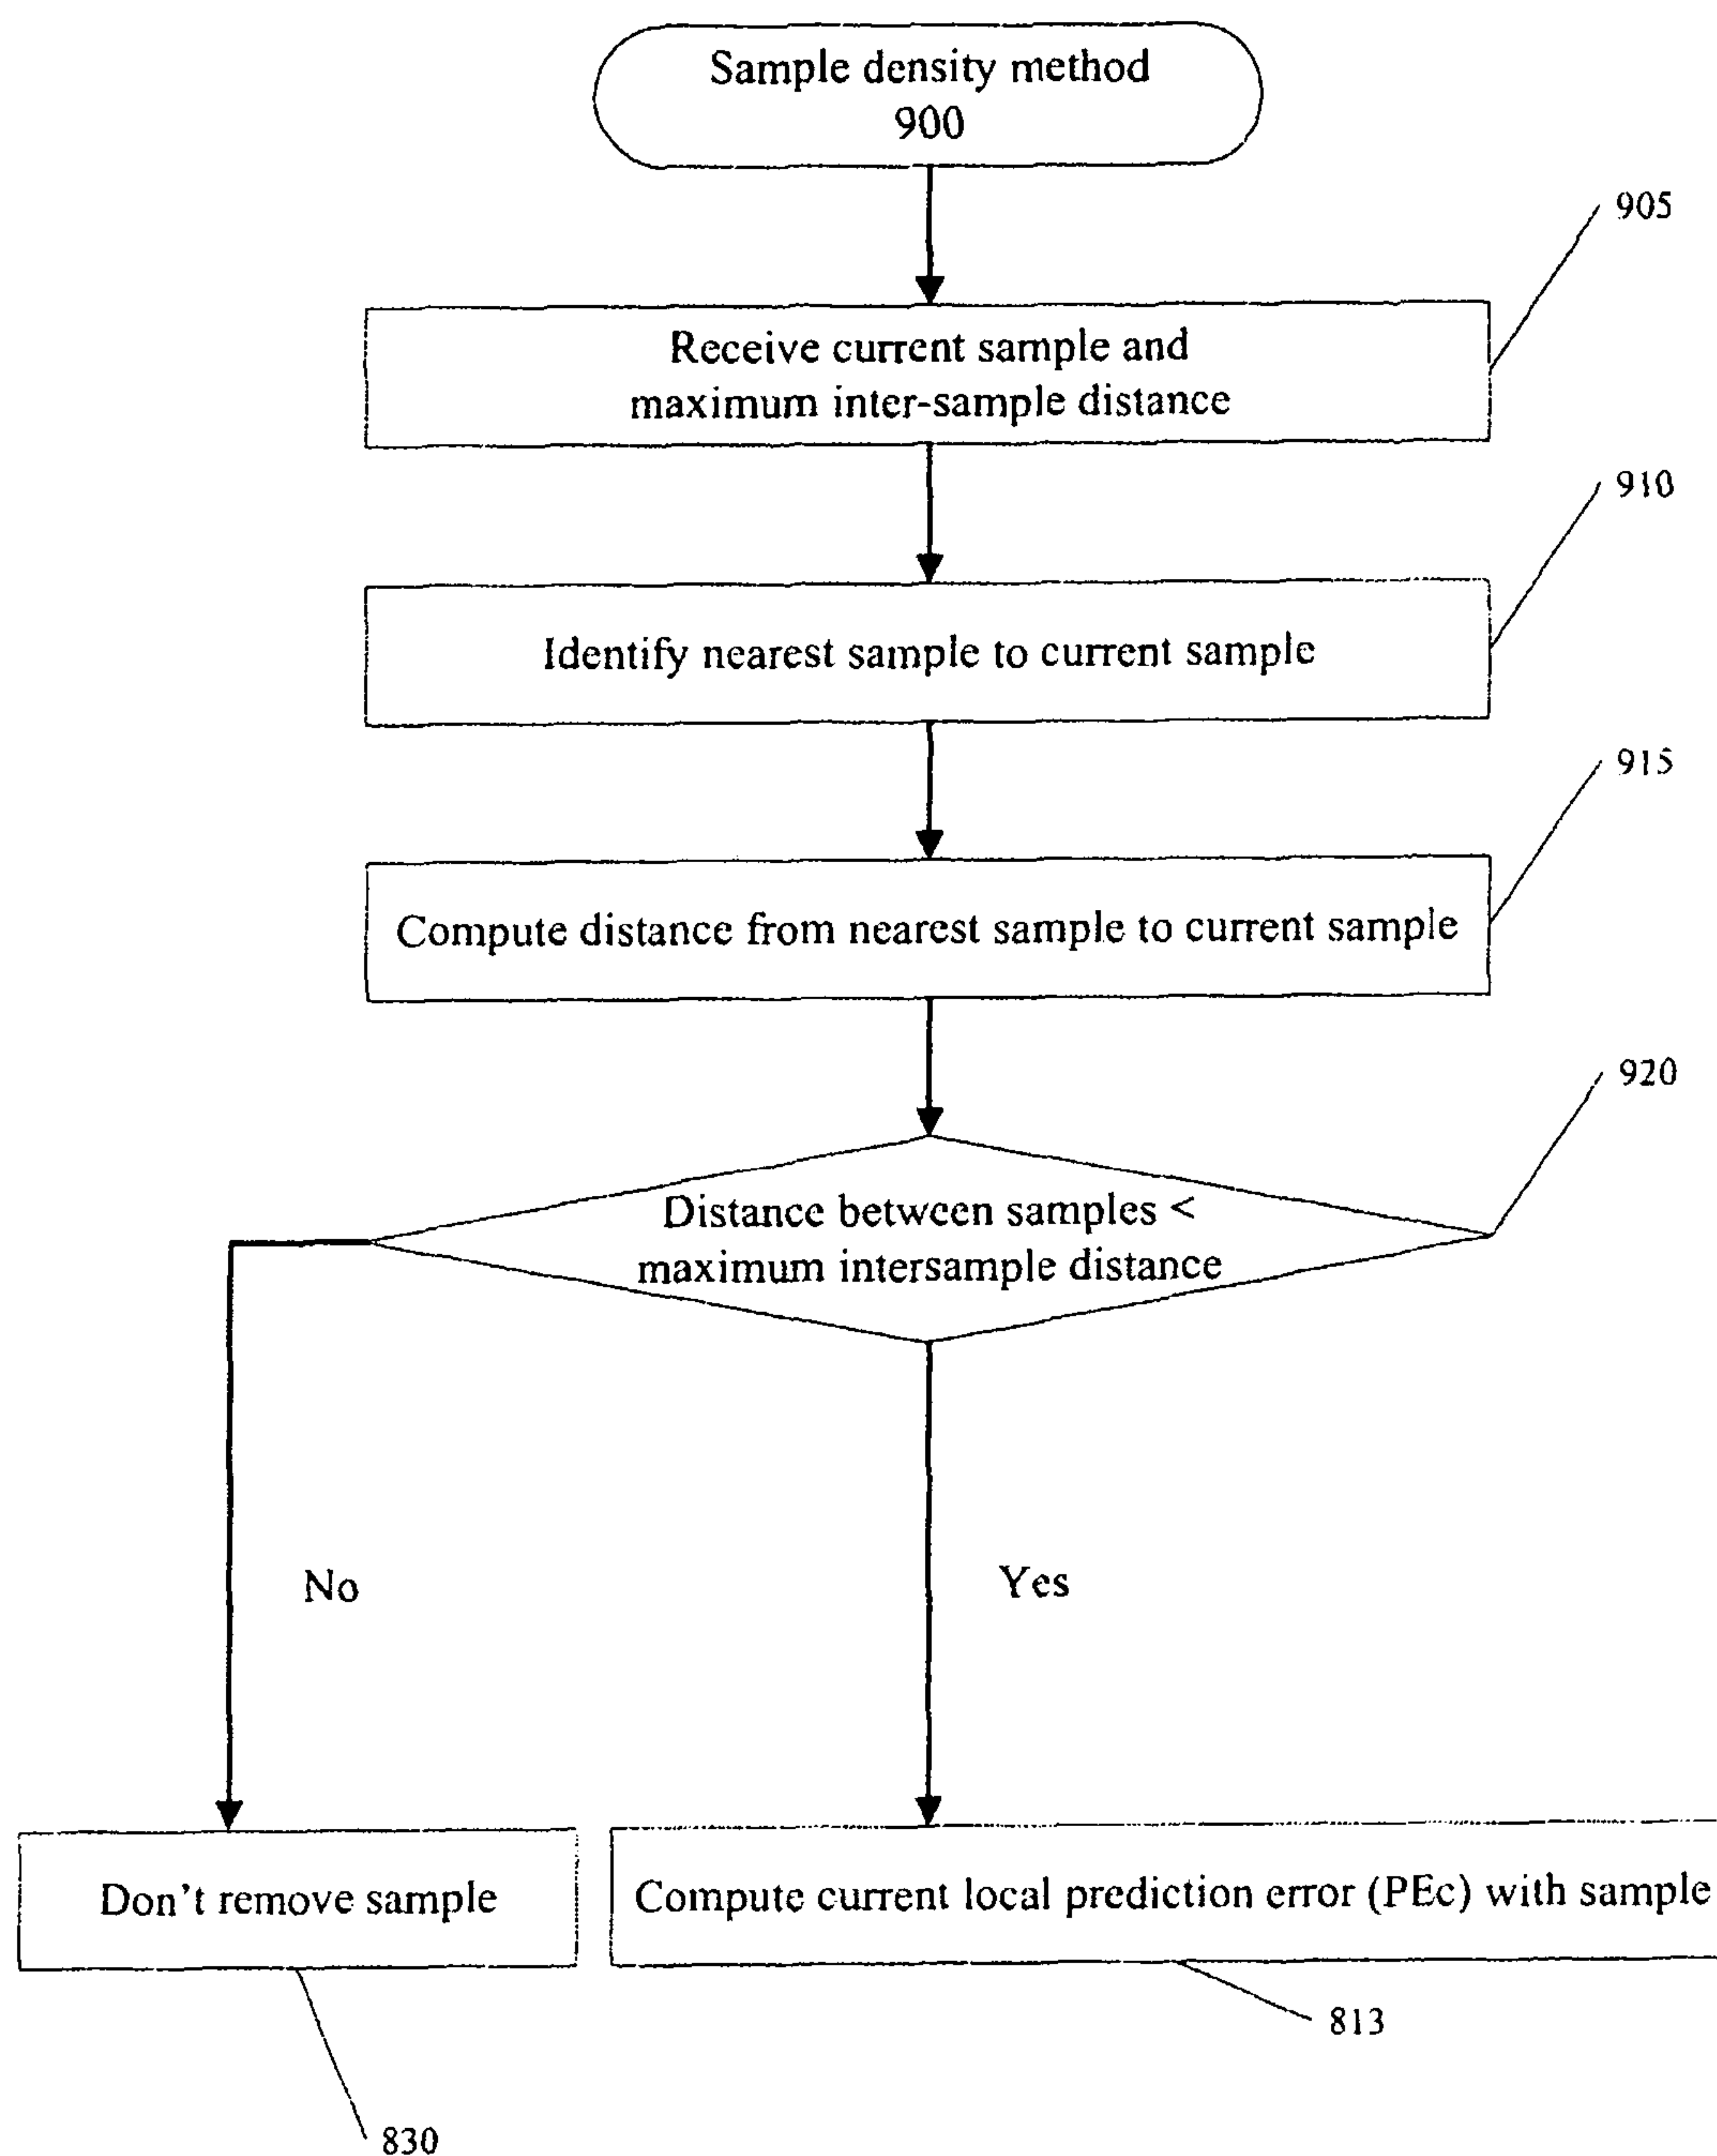 Sample density method
900
905
Receive current sample and
maximum inter-sample distance
910
Identify nearest sample to current sample
915
Compute distance from nearest sample to current sample
920
Distance between samples <
maximum intersample distance
No
Yes
Don't remove sample
Compute current local prediction error (PEc) with sample
813
830